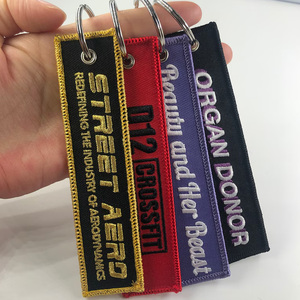 STREET AERO
REDEFINING THE INDUSTRY OF AERODYNAMICS
D12
CROSSFIT
Beauty and Her Beast
ORGAN DONOR